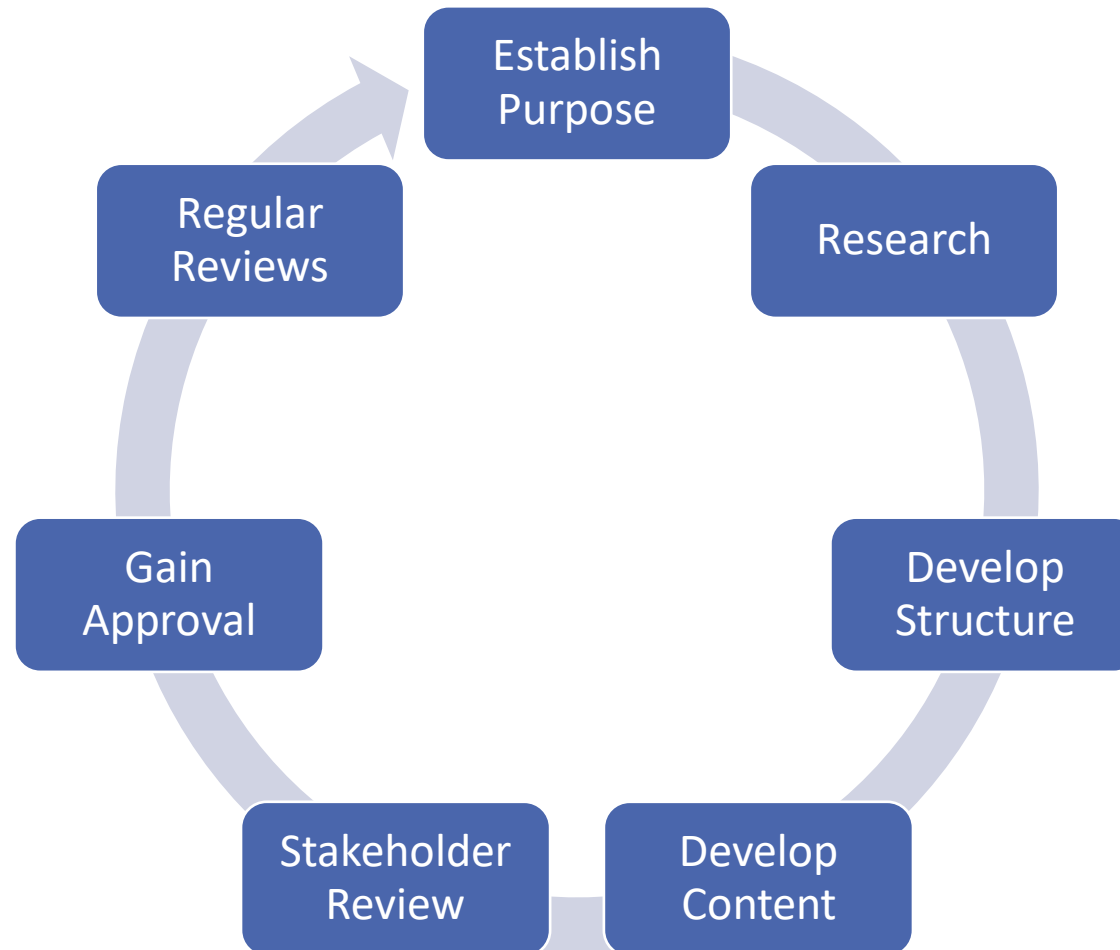 Establish
Purpose
Research
Develop
Structure
Develop
Content
Stakeholder
Review
Gain
Approval
Regular
Reviews